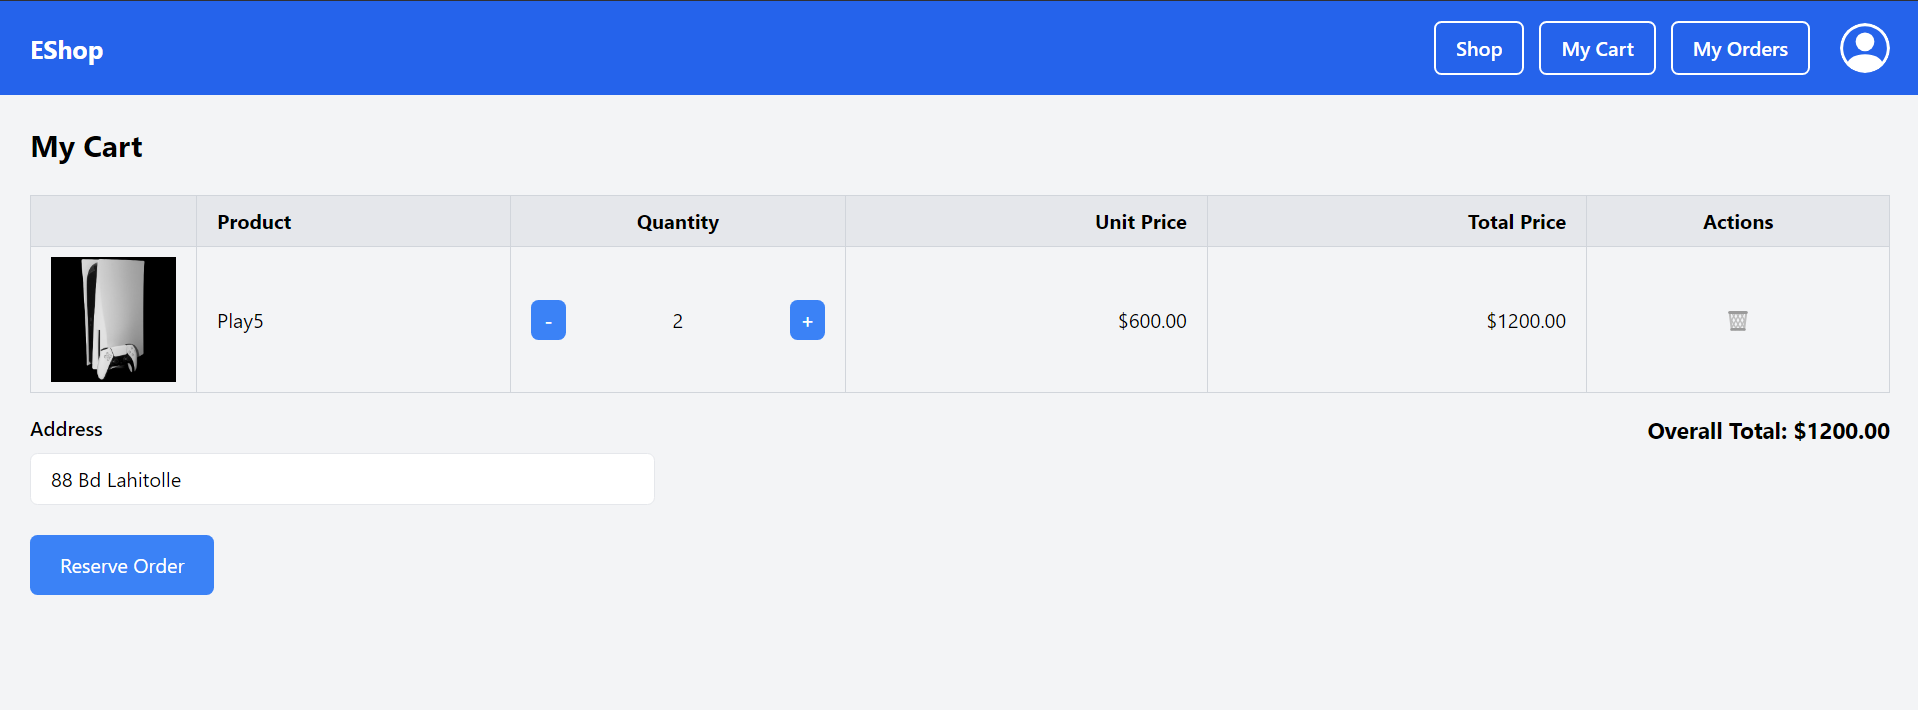 EShop
Shop
My Cart
My Orders
My Cart
Product Quantity Unit Price Total Price Actions
Play5 - 2 + $600.00 $1200.00
Address
Overall Total: $1200.00
88 Bd Lahitolle
Reserve Order